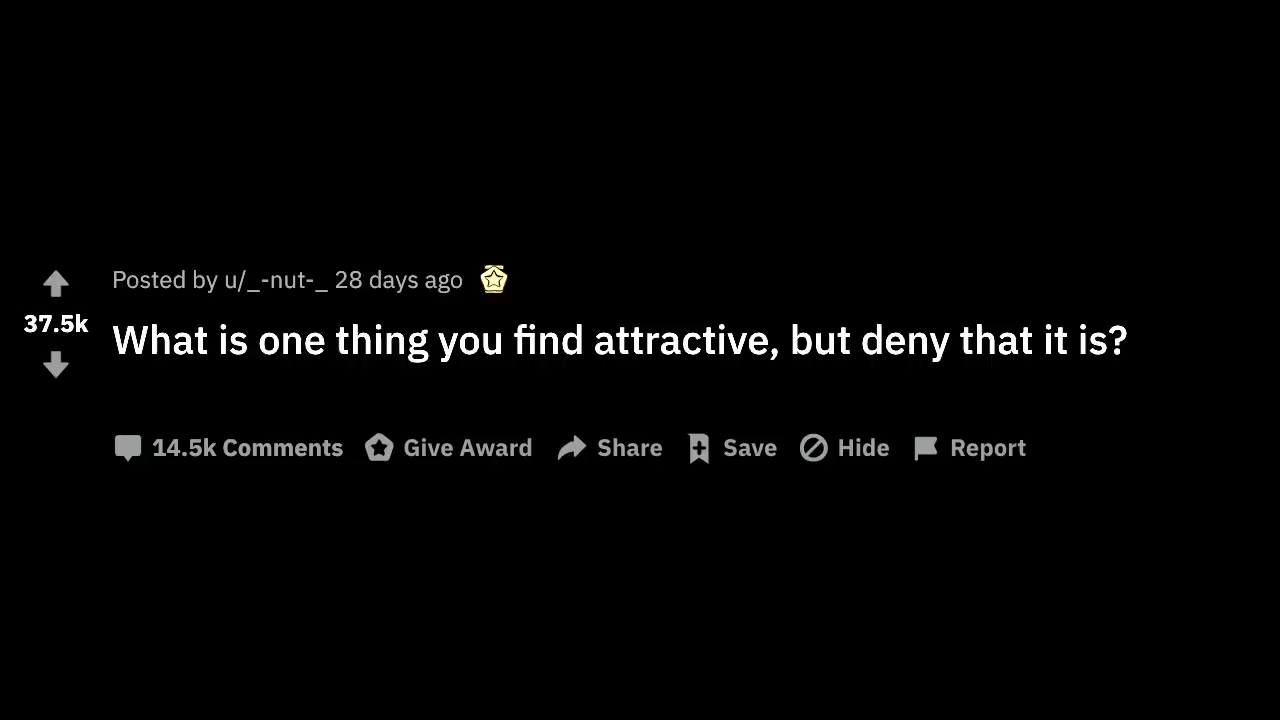 Posted by u/_-nut-_ 28 days ago
37.5k
What is one thing you find attractive, but deny that it is?
14.5k Comments Give Award Share Save Hide Report